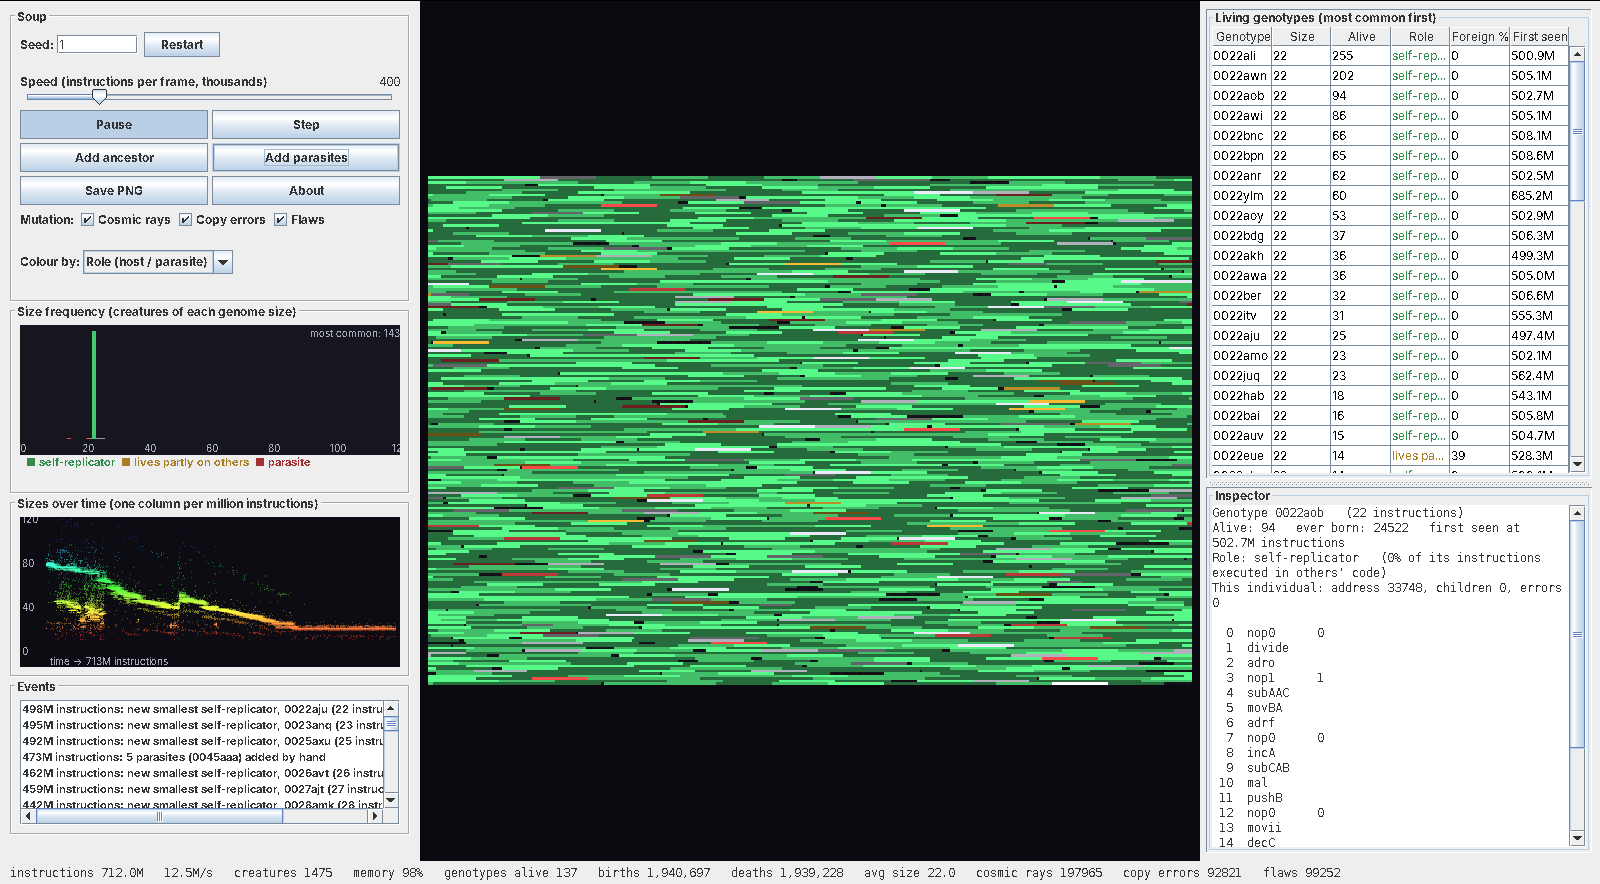 Soup
Seed: 1 Restart
Speed (instructions per frame, thousands) 400
Pause Step
Add ancestor Add parasites
Save PNG About
Mutation: Cosmic rays Copy errors Flaws
Colour by: Role (host / parasite)
Size frequency (creatures of each genome size)
most common: 143
0 20 40 60 80 100 12
self-replicator lives partly on others parasite
Sizes over time (one column per million instructions)
120
80
40
0
time → 713M instructions
Events
498M instructions: new smallest self-replicator, 0022aju (22 instru
495M instructions: new smallest self-replicator, 0023anq (23 instru
492M instructions: new smallest self-replicator, 0025axu (25 instru
473M instructions: 5 parasites (0045aaa) added by hand
462M instructions: new smallest self-replicator, 0026avt (26 instru
459M instructions: new smallest self-replicator, 0027ajt (27 instruc
442M instructions: new smallest self-replicator, 0028amk (28 instr
Living genotypes (most common first)
Genotype Size Alive Role Foreign % First seen
0022ali 22 255 self-rep... 0 500.9M
0022awn 22 202 self-rep... 0 505.1M
0022aob 22 94 self-rep... 0 502.7M
0022awi 22 86 self-rep... 0 505.1M
0022bnc 22 66 self-rep... 0 508.1M
0022bpn 22 65 self-rep... 0 508.6M
0022anr 22 62 self-rep... 0 502.5M
0022ylm 22 60 self-rep... 0 685.2M
0022aoy 22 53 self-rep... 0 502.9M
0022bdg 22 37 self-rep... 0 506.3M
0022akh 22 36 self-rep... 0 499.3M
0022awa 22 36 self-rep... 0 505.0M
0022ber 22 32 self-rep... 0 506.6M
0022itv 22 31 self-rep... 0 555.3M
0022aju 22 25 self-rep... 0 497.4M
0022amo 22 23 self-rep... 0 502.1M
0022juq 22 23 self-rep... 0 562.4M
0022hab 22 18 self-rep... 0 543.1M
0022bai 22 16 self-rep... 0 505.8M
0022auv 22 15 self-rep... 0 504.7M
0022eue 22 14 lives pa... 39 528.3M
Inspector
Genotype 0022aob (22 instructions)
Alive: 94 ever born: 24522 first seen at
502.7M instructions
Role: self-replicator (0% of its instructions
executed in others' code)
This individual: address 33748, children 0, errors
0
0 nop0 0
1 divide
2 adro
3 nop1 1
4 subAAC
5 movBA
6 adrf
7 nop0 0
8 incA
9 subCAB
10 mal
11 pushB
12 nop0 0
13 movii
14 decC
instructions 712.0M 12.5M/s creatures 1475 memory 98% genotypes alive 137 births 1,940,697 deaths 1,939,228 avg size 22.0 cosmic rays 197965 copy errors 92821 flaws 99252